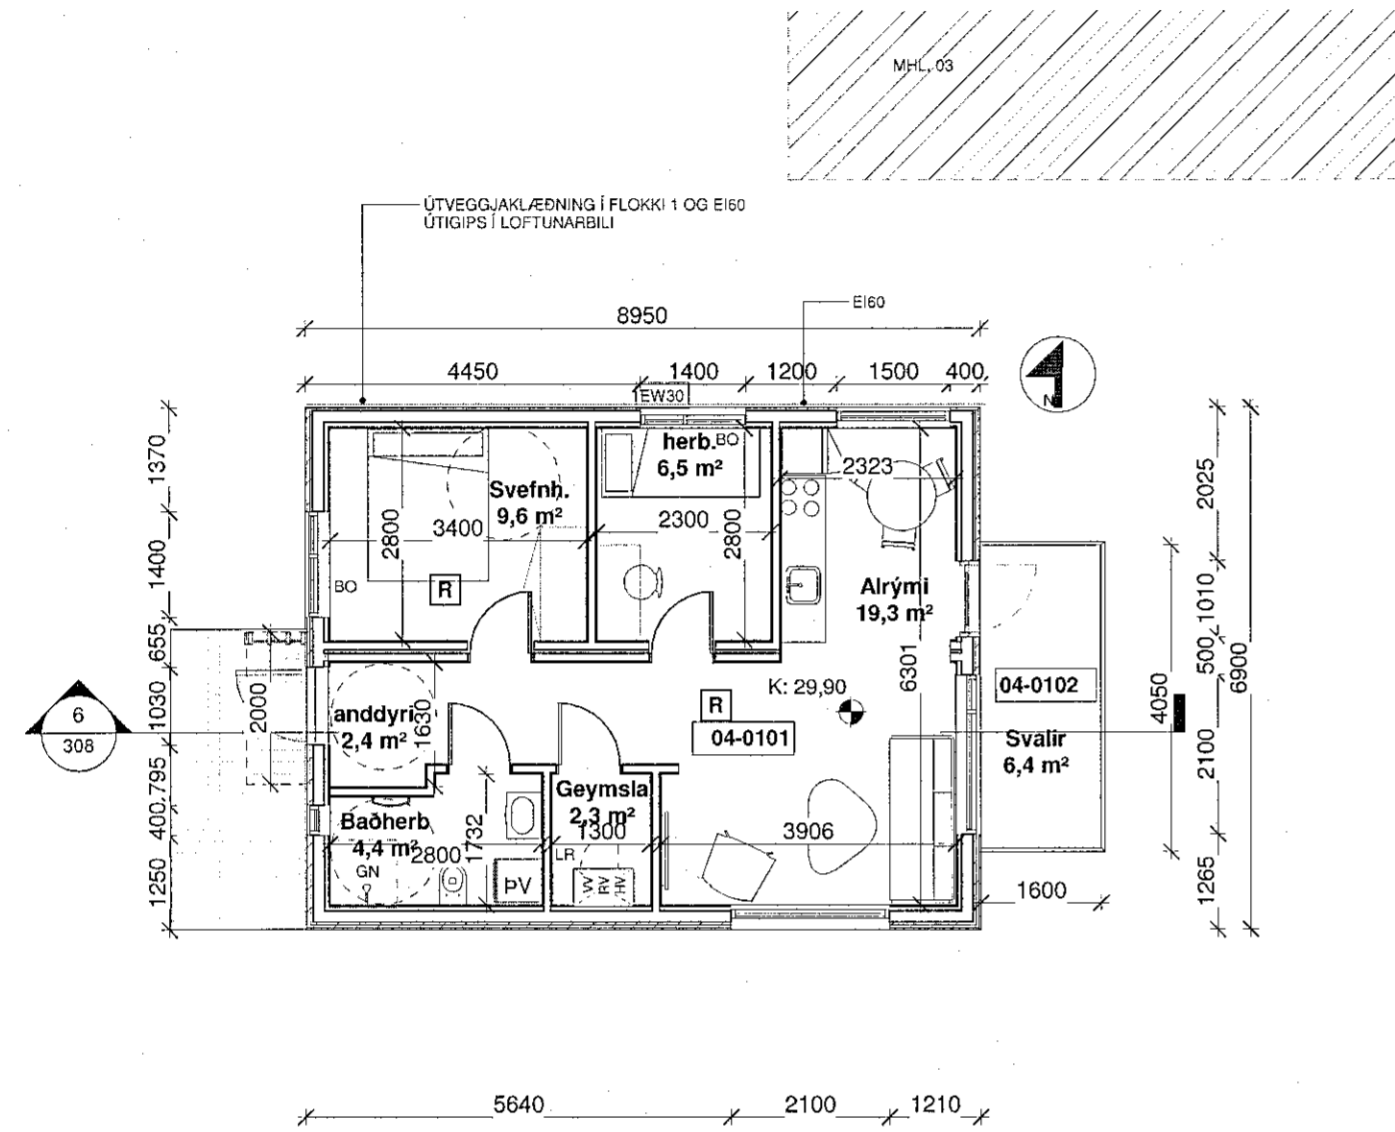 MHL. 03
ÚTVEGGJAKLÆÐNING Í FLOKKI 1 OG EI60
ÚTIGIPS Í LOFTUNARBILI
EI60
8950
4450
1400
1200
1500
400
EW30
N
1370
1400
655
1030
795
400
1250
2000
6
308
Svefnh.
9,6 m²
2800
3400
BO
R
herb.
BO
6,5 m²
2300
2800
2323
Alrými
19,3 m²
6301
K: 29,90
R
04-0101
anddyri
2,4 m²
1630
Baðherb
4,4 m²
2800
1732
GN
ÞV
Geymsla
2,3 m²
1300
LR
VV
RV
HV
3906
04-0102
Svalir
6,4 m²
1600
4050
2025
1010
500
2100
1265
6900
5640
2100
1210